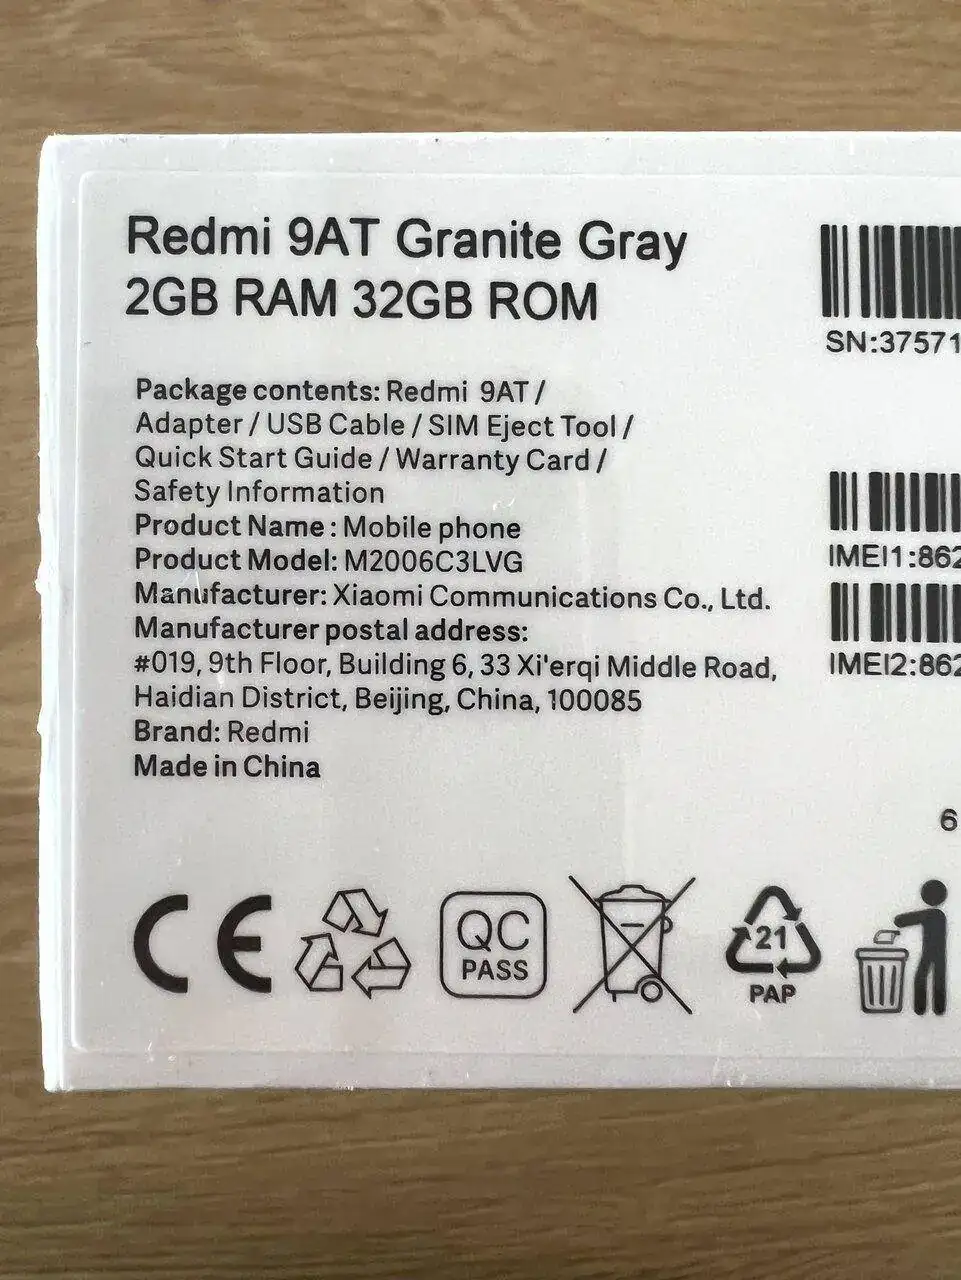 Redmi 9AT Granite Gray
2GB RAM 32GB ROM
SN:37571
Package contents: Redmi 9AT /
Adapter / USB Cable / SIM Eject Tool /
Quick Start Guide / Warranty Card /
Safety Information
Product Name : Mobile phone
Product Model: M2006C3LVG
Manufacturer: Xiaomi Communications Co., Ltd.
Manufacturer postal address:
#019, 9th Floor, Building 6, 33 Xi'erqi Middle Road,
Haidian District, Beijing, China, 100085
Brand: Redmi
Made in China
IMEI1:862
IMEI2:862
6
CE
QC
PASS
21
PAP